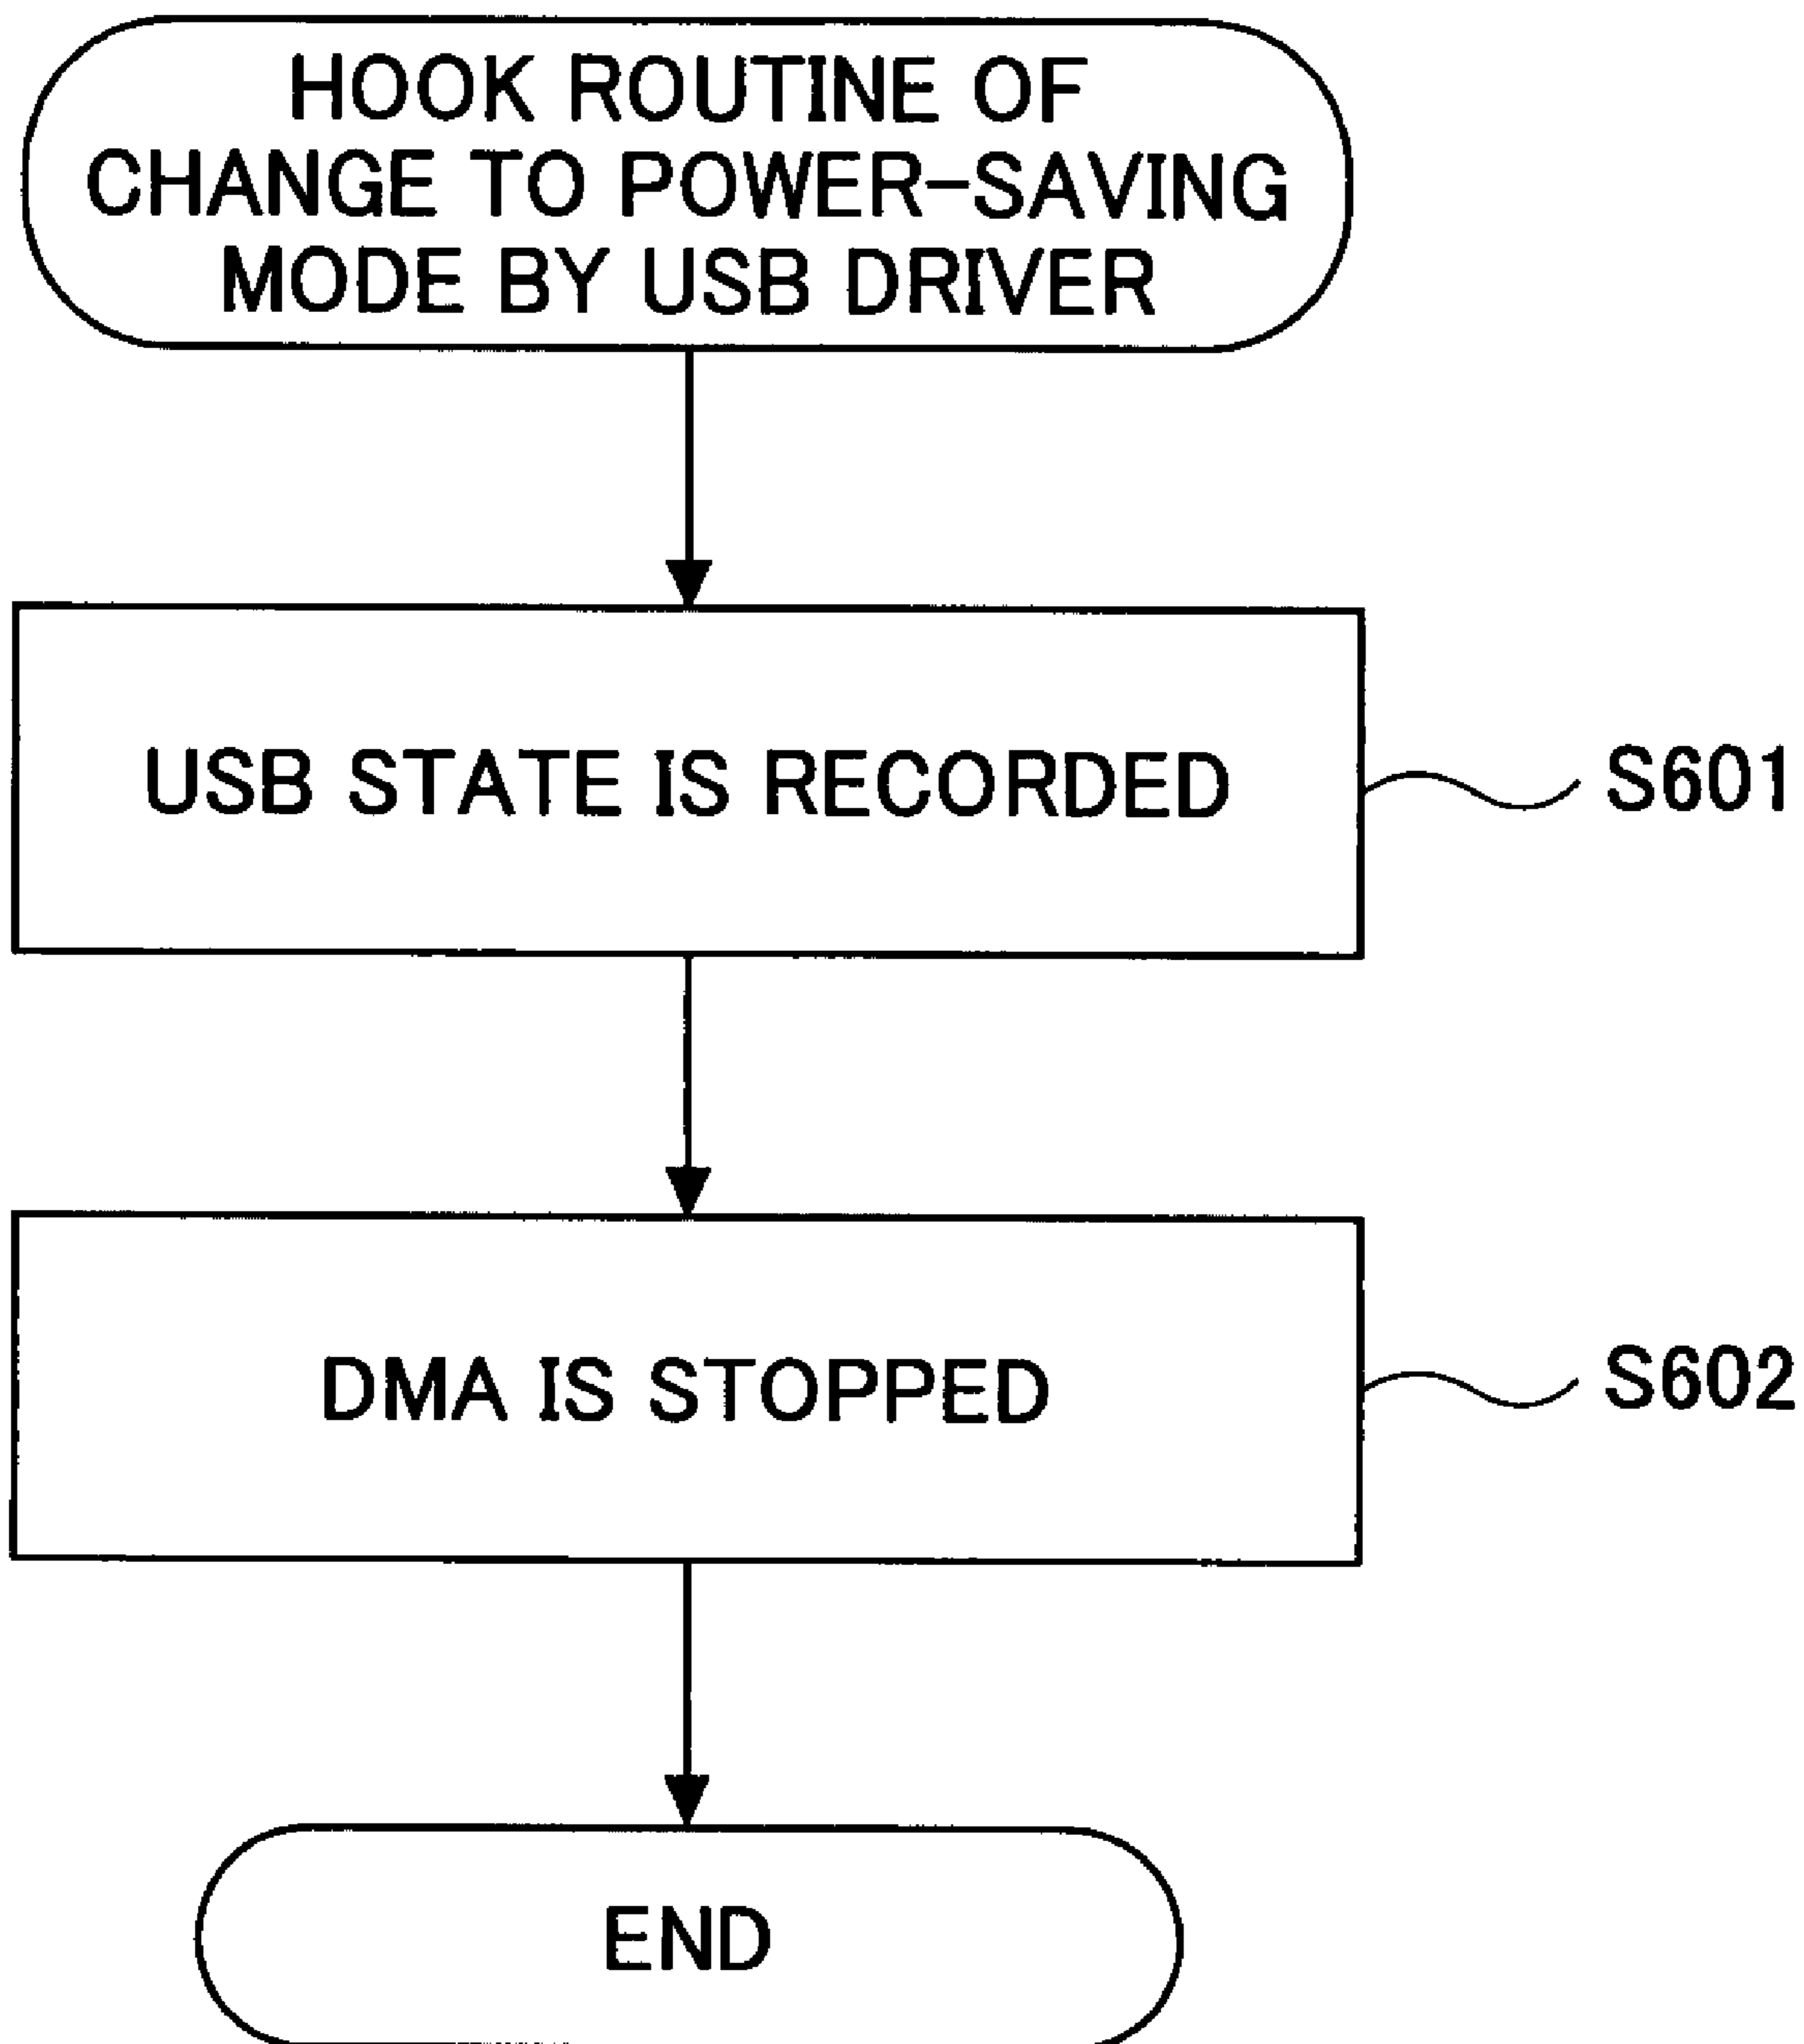 HOOK ROUTINE OF
CHANGE TO POWER-SAVING
MODE BY USB DRIVER
USB STATE IS RECORDED
S601
DMA IS STOPPED
S602
END